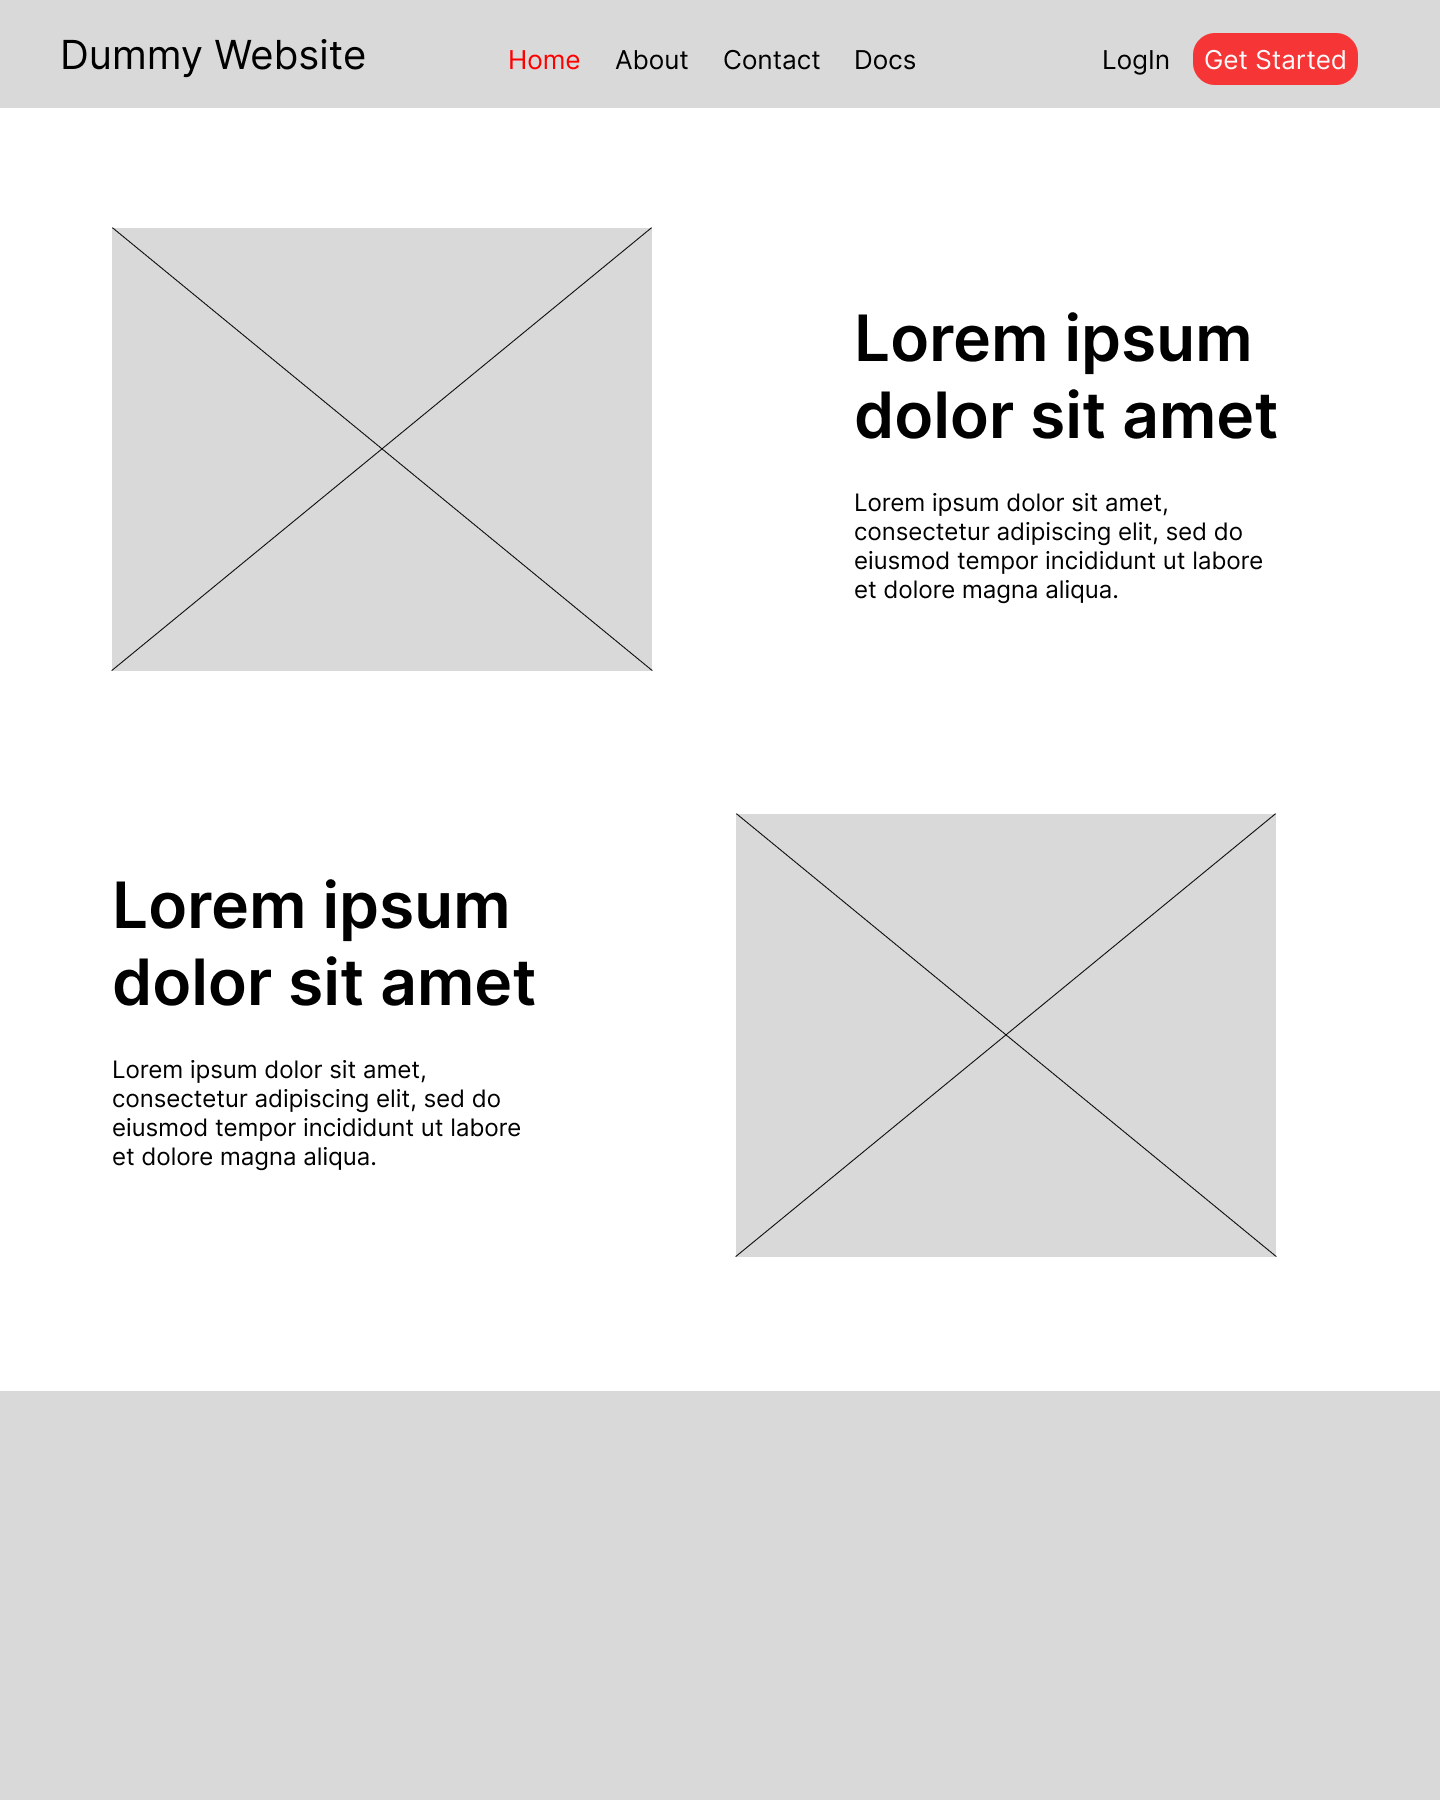 Dummy Website
Home About Contact Docs
LogIn Get Started
Lorem ipsum
dolor sit amet
Lorem ipsum dolor sit amet,
consectetur adipiscing elit, sed do
eiusmod tempor incididunt ut labore
et dolore magna aliqua.
Lorem ipsum
dolor sit amet
Lorem ipsum dolor sit amet,
consectetur adipiscing elit, sed do
eiusmod tempor incididunt ut labore
et dolore magna aliqua.